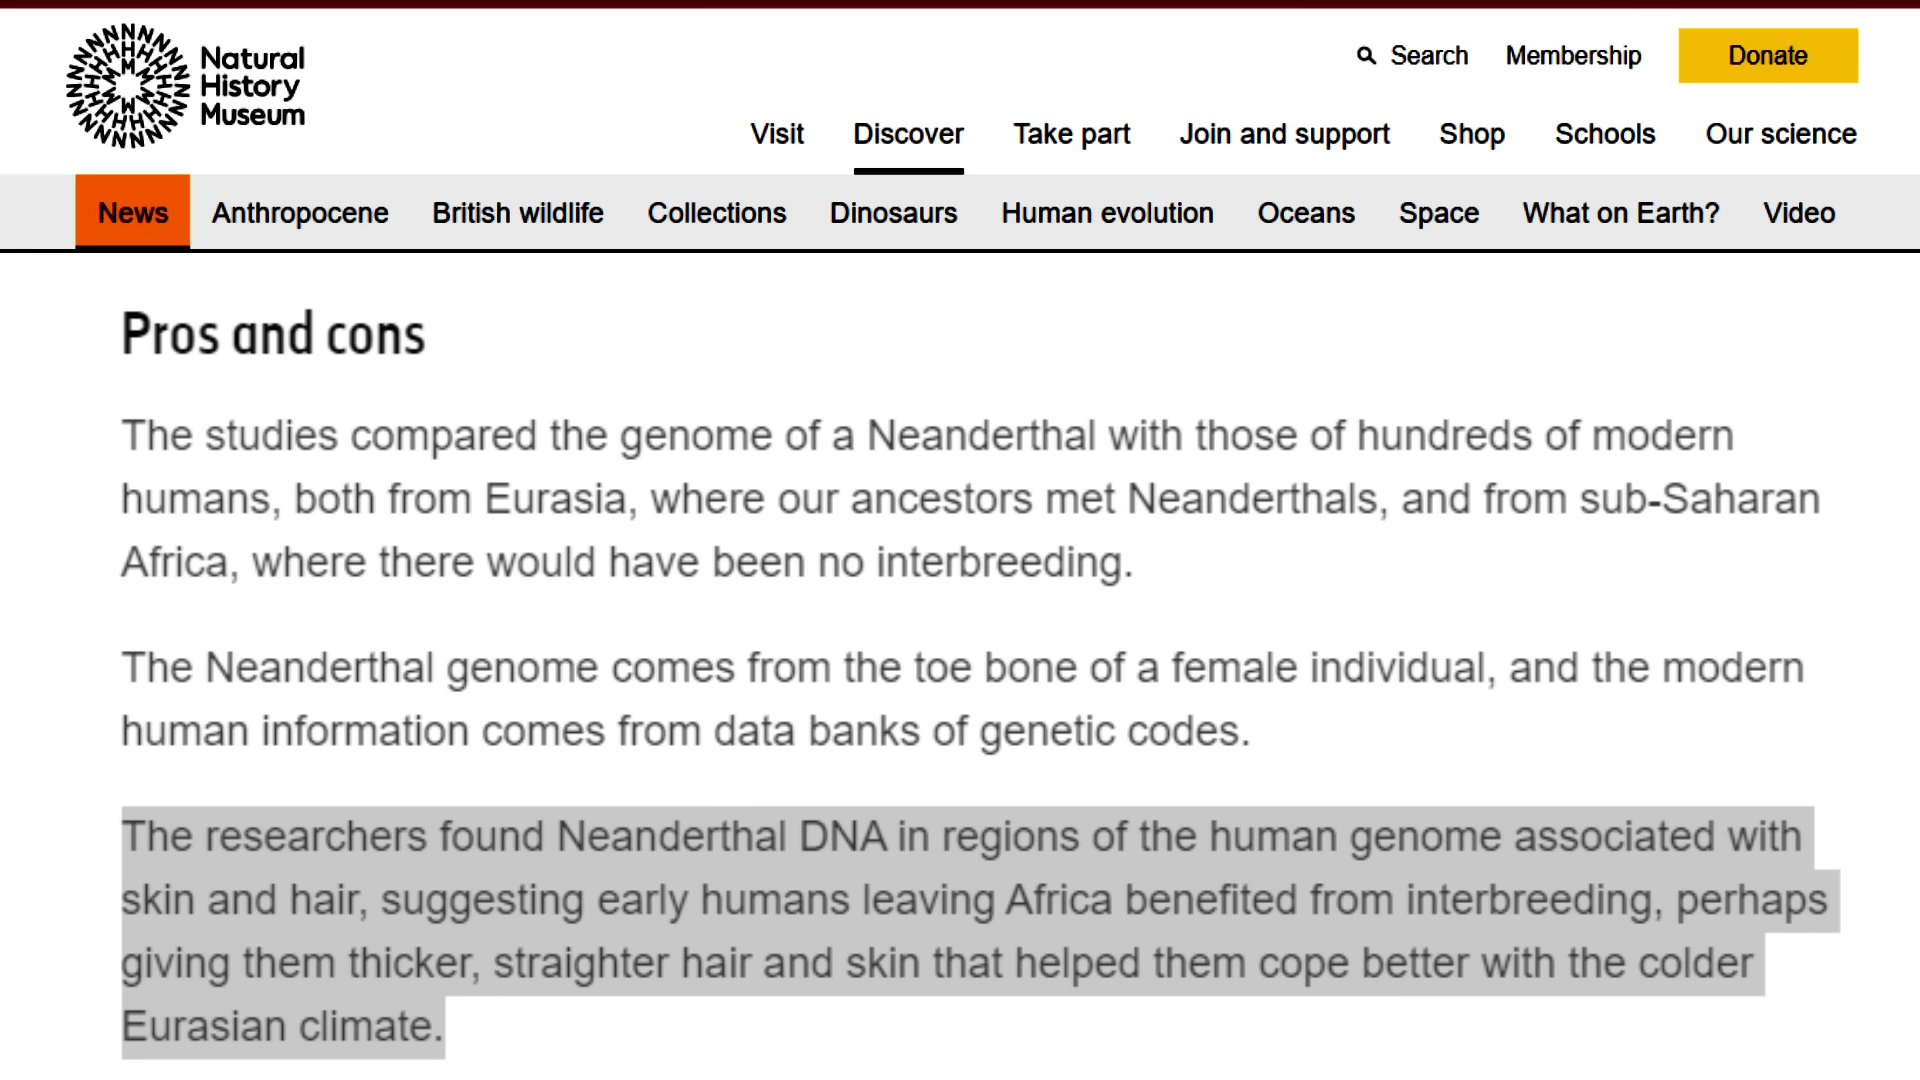 Natural
History
Museum
Search Membership Donate
Visit Discover Take part Join and support Shop Schools Our science
News Anthropocene British wildlife Collections Dinosaurs Human evolution Oceans Space What on Earth? Video
Pros and cons
The studies compared the genome of a Neanderthal with those of hundreds of modern
humans, both from Eurasia, where our ancestors met Neanderthals, and from sub-Saharan
Africa, where there would have been no interbreeding.
The Neanderthal genome comes from the toe bone of a female individual, and the modern
human information comes from data banks of genetic codes.
The researchers found Neanderthal DNA in regions of the human genome associated with
skin and hair, suggesting early humans leaving Africa benefited from interbreeding, perhaps
giving them thicker, straighter hair and skin that helped them cope better with the colder
Eurasian climate.